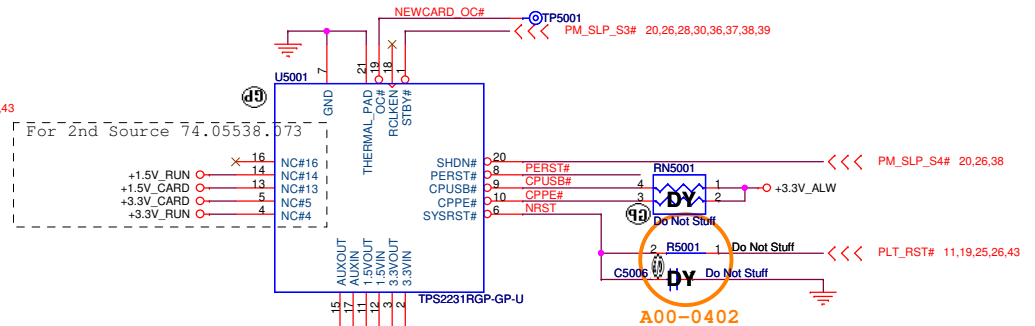 NEWCARD_OC#
TP5001
PM_SLP_S3# 20,26,28,30,36,37,38,39
U5001
7
21
19
18
1
GP
GND
THERMAL_PAD
OC#
RCLKEN
STBY#
,43
For 2nd Source 74.05538.073
16 NC#16
+1.5V_RUN 14 NC#14
+1.5V_CARD 13 NC#13
+3.3V_CARD 5 NC#5
+3.3V_RUN 4 NC#4
SHDN# 20 PM_SLP_S4# 20,26,38
PERST# 8 PERST#
CPUSB# 9 CPUSB# 4 RN5001 1 +3.3V_ALW
CPPE# 10 CPPE# 3 DY 2
SYSRST# 6 NRST
GP
Do Not Stuff
2 R5001 1 Do Not Stuff PLT_RST# 11,19,25,26,43
C5006 DY Do Not Stuff
AUXOUT
AUXIN
1.5VOUT
1.5VIN
3.3VOUT
3.3VIN
15
17
11
12
3
2
TPS2231RGP-GP-U
A00-0402